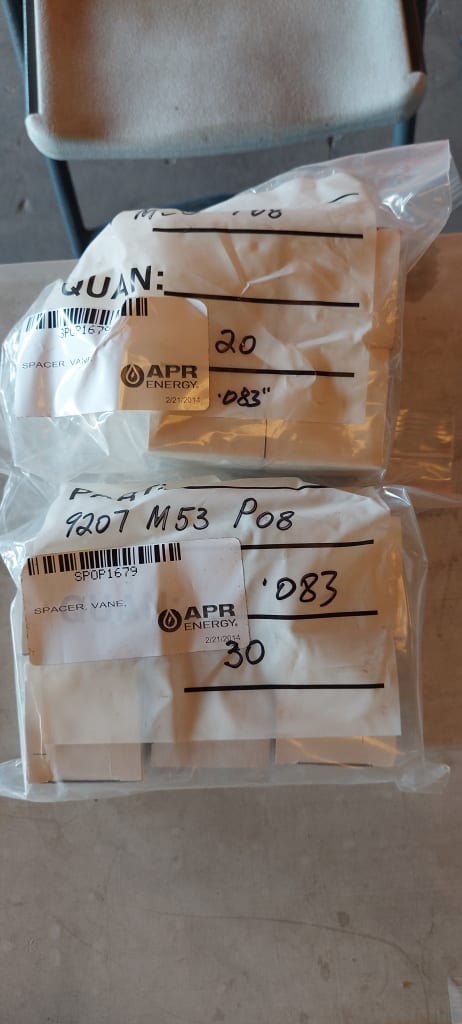 P08
QUAN:
SPOP1679
20
SPACER, VANE
APR
ENERGY®
2/21/2014
.083"
9207 M53 P08
SPOP1679
.083
SPACER, VANE,
APR
ENERGY®
2/21/2014
30